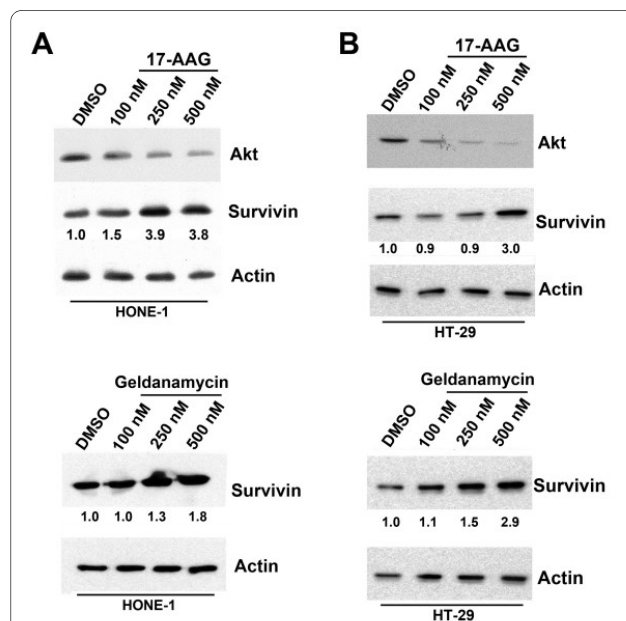 A
17-AAG
DMSO 100 nM 250 nM 500 nM
Akt
Survivin
1.0 1.5 3.9 3.8
Actin
HONE-1
Geldanamycin
DMSO 100 nM 250 nM 500 nM
Survivin
1.0 1.0 1.3 1.8
Actin
HONE-1
B
17-AAG
DMSO 100 nM 250 nM 500 nM
Akt
Survivin
1.0 0.9 0.9 3.0
Actin
HT-29
Geldanamycin
DMSO 100 nM 250 nM 500 nM
Survivin
1.0 1.1 1.5 2.9
Actin
HT-29